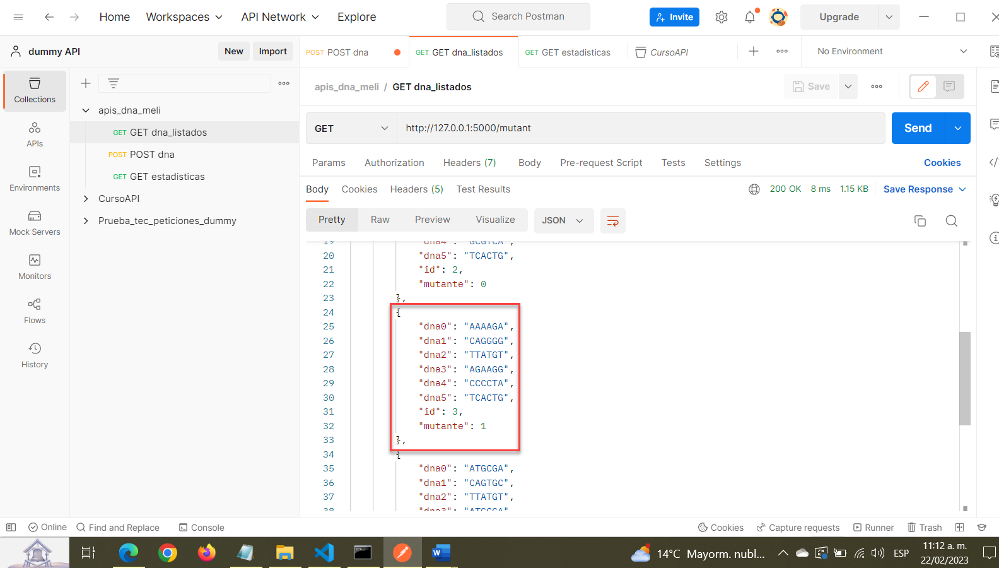 Home
Workspaces
API Network
Explore
Search Postman
Invite
Upgrade
dummy API
New
Import
POST POST dna
GET GET dna_listados
GET GET estadisticas
CursoAPI
No Environment
Collections
APIs
Environments
Mock Servers
Monitors
Flows
History
apis_dna_meli
GET GET dna_listados
POST POST dna
GET GET estadisticas
CursoAPI
Prueba_tec_peticiones_dummy
apis_dna_meli / GET dna_listados
Save
GET
http://127.0.0.1:5000/mutant
Send
Params Authorization Headers (7) Body Pre-request Script Tests Settings Cookies
Body Cookies Headers (5) Test Results 200 OK 8 ms 1.15 KB Save Response
Pretty Raw Preview Visualize JSON
19 "dna4": "GCGTCA",
20 "dna5": "TCACTG",
21 "id": 2,
22 "mutante": 0
23 },
24 {
25 "dna0": "AAAAGA",
26 "dna1": "CAGGGG",
27 "dna2": "TTATGT",
28 "dna3": "AGAAGG",
29 "dna4": "CCCCTA",
30 "dna5": "TCACTG",
31 "id": 3,
32 "mutante": 1
33 },
34 {
35 "dna0": "ATGCGA",
36 "dna1": "CAGTGC",
37 "dna2": "TTATGT",
38 "dna3":
Online Find and Replace Console Cookies Capture requests Runner Trash
14°C Mayorm. nubl... ESP
11:12 a. m.
22/02/2023